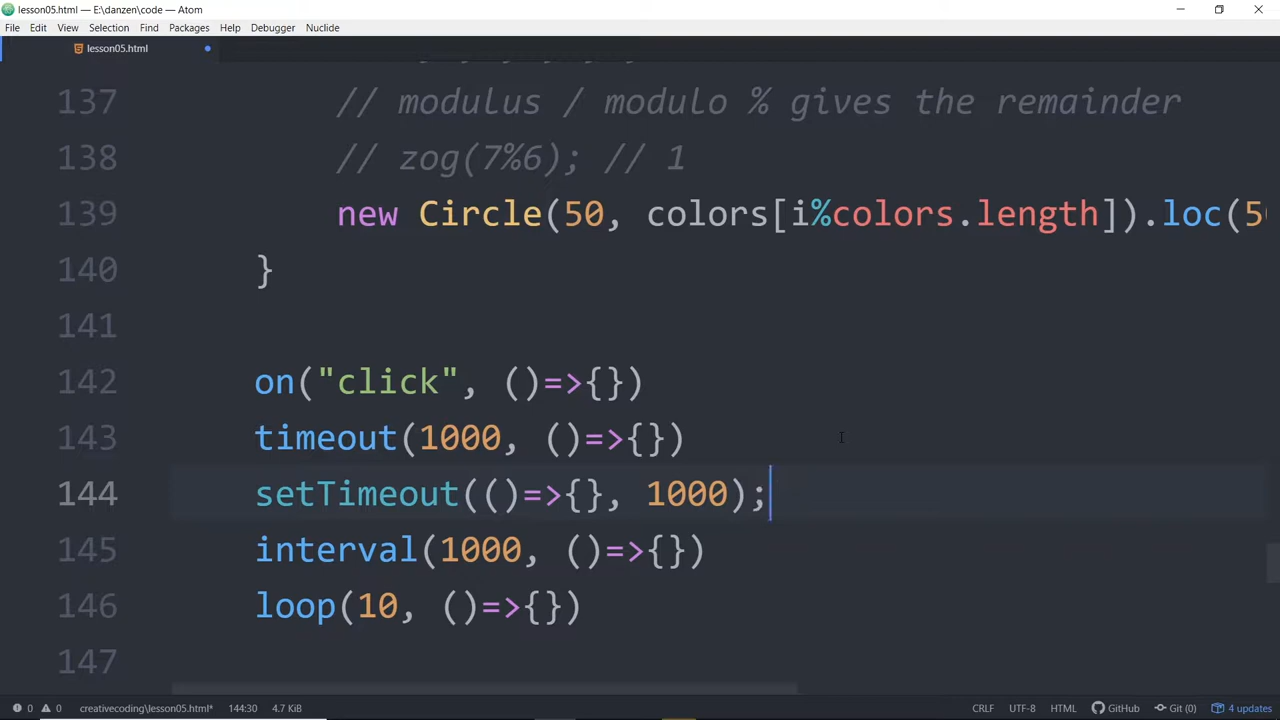 lesson05.html — E:\danzen\code — Atom
File Edit View Selection Find Packages Help Debugger Nuclide
lesson05.html
137 // modulus / modulo % gives the remainder
138 // zog(7%6); // 1
139 new Circle(50, colors[i%colors.length]).loc(50
140 }
141
142 on("click", ()=>{})
143 timeout(1000, ()=>{})
144 setTimeout(()=>{}, 1000);
145 interval(1000, ()=>{})
146 loop(10, ()=>{})
147
0 0 creativecoding\lesson05.html* 144:30 4.7 KiB CRLF UTF-8 HTML GitHub Git (0) 4 updates